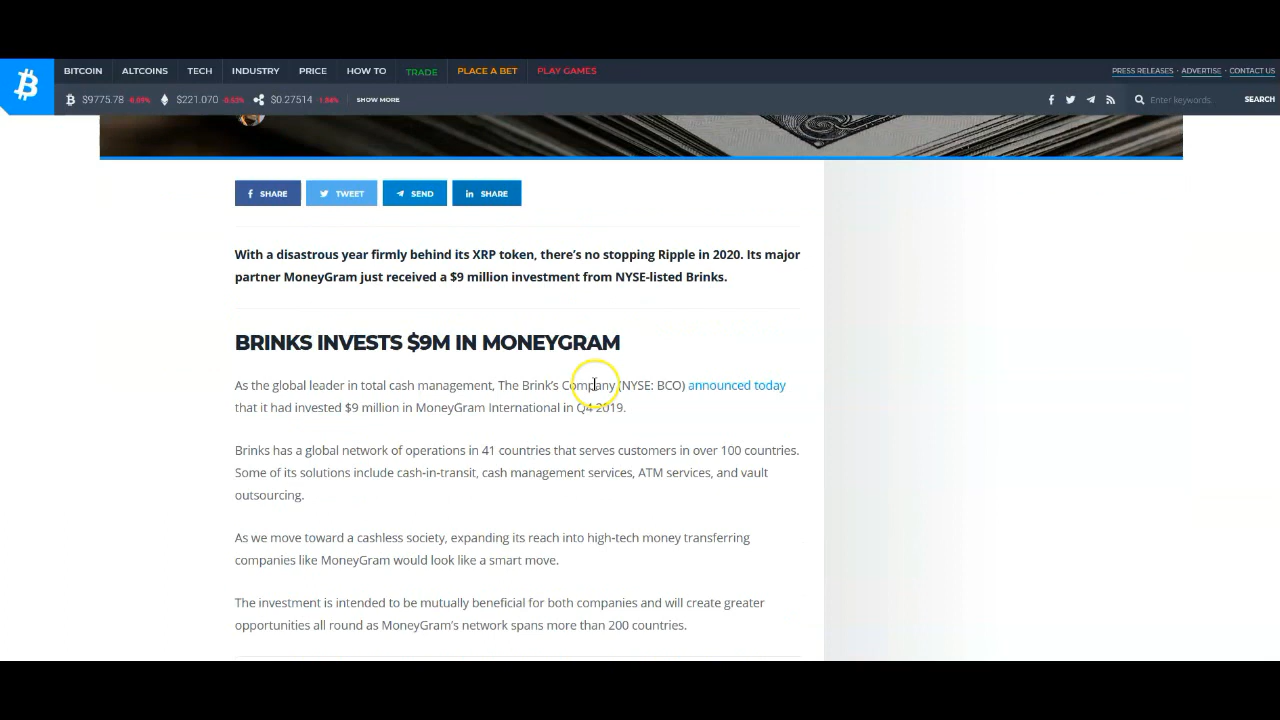 BITCOIN ALTCOINS TECH INDUSTRY PRICE HOW TO TRADE PLACE A BET PLAY GAMES PRESS RELEASES · ADVERTISE · CONTACT US
$9775.78 -0.09% $221.070 -0.53% $0.27514 SHOW MORE Enter keywords SEARCH
SHARE TWEET SEND SHARE
With a disastrous year firmly behind its XRP token, there's no stopping Ripple in 2020. Its major
partner MoneyGram just received a $9 million investment from NYSE-listed Brinks.
BRINKS INVESTS $9M IN MONEYGRAM
As the global leader in total cash management, The Brink's Company (NYSE: BCO) announced today
that it had invested $9 million in MoneyGram International in Q4 2019.
Brinks has a global network of operations in 41 countries that serves customers in over 100 countries.
Some of its solutions include cash-in-transit, cash management services, ATM services, and vault
outsourcing.
As we move toward a cashless society, expanding its reach into high-tech money transferring
companies like MoneyGram would look like a smart move.
The investment is intended to be mutually beneficial for both companies and will create greater
opportunities all round as MoneyGram's network spans more than 200 countries.